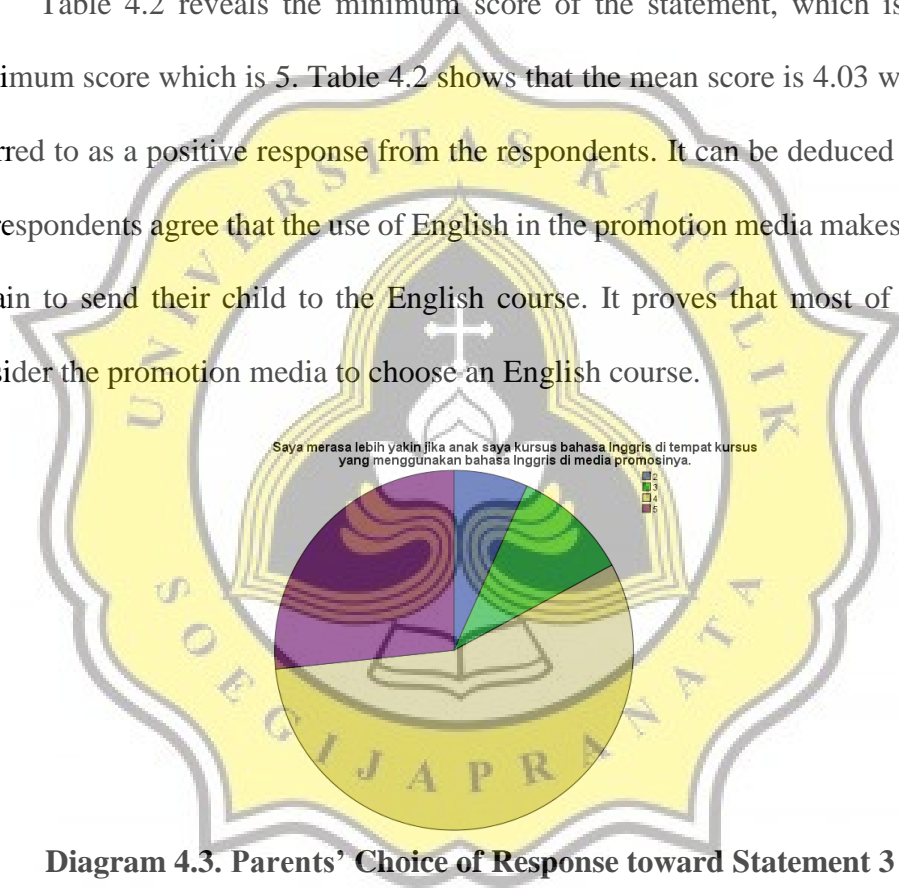 Table 4.2 reveals the minimum score of the statement, which is
imum score which is 5. Table 4.2 shows that the mean score is 4.03 w
rred to as a positive response from the respondents. It can be deduced
respondents agree that the use of English in the promotion media makes
ain to send their child to the English course. It proves that most of
sider the promotion media to choose an English course.
UNIVERSITAS KATOLIK
Saya merasa lebih yakin jika anak saya kursus bahasa Inggris di tempat kursus
yang menggunakan bahasa Inggris di media promosinya.
2
3
4
5
SOEGIJAPRANATA
Diagram 4.3. Parents’ Choice of Response toward Statement 3